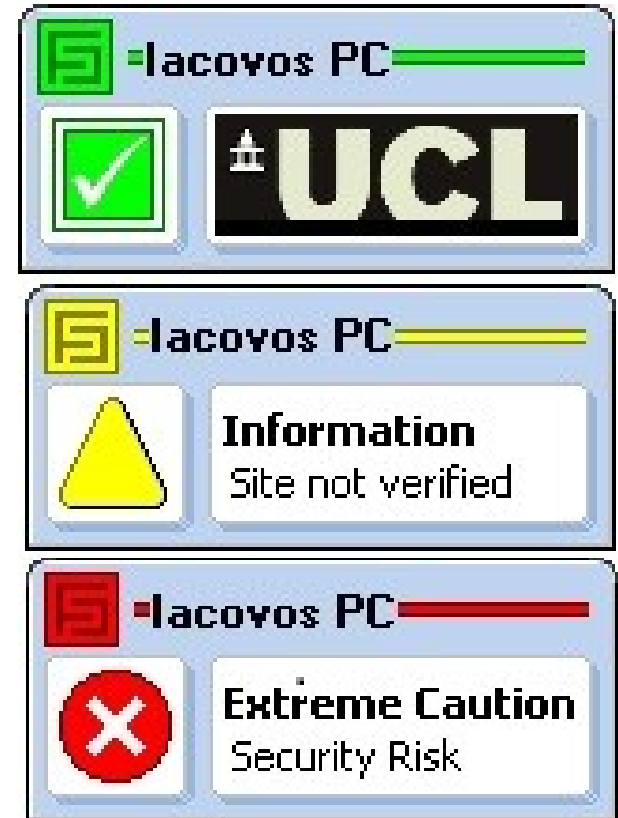 Iacovos PC
UCL
Iacovos PC
Information
Site not verified
Iacovos PC
Extreme Caution
Security Risk